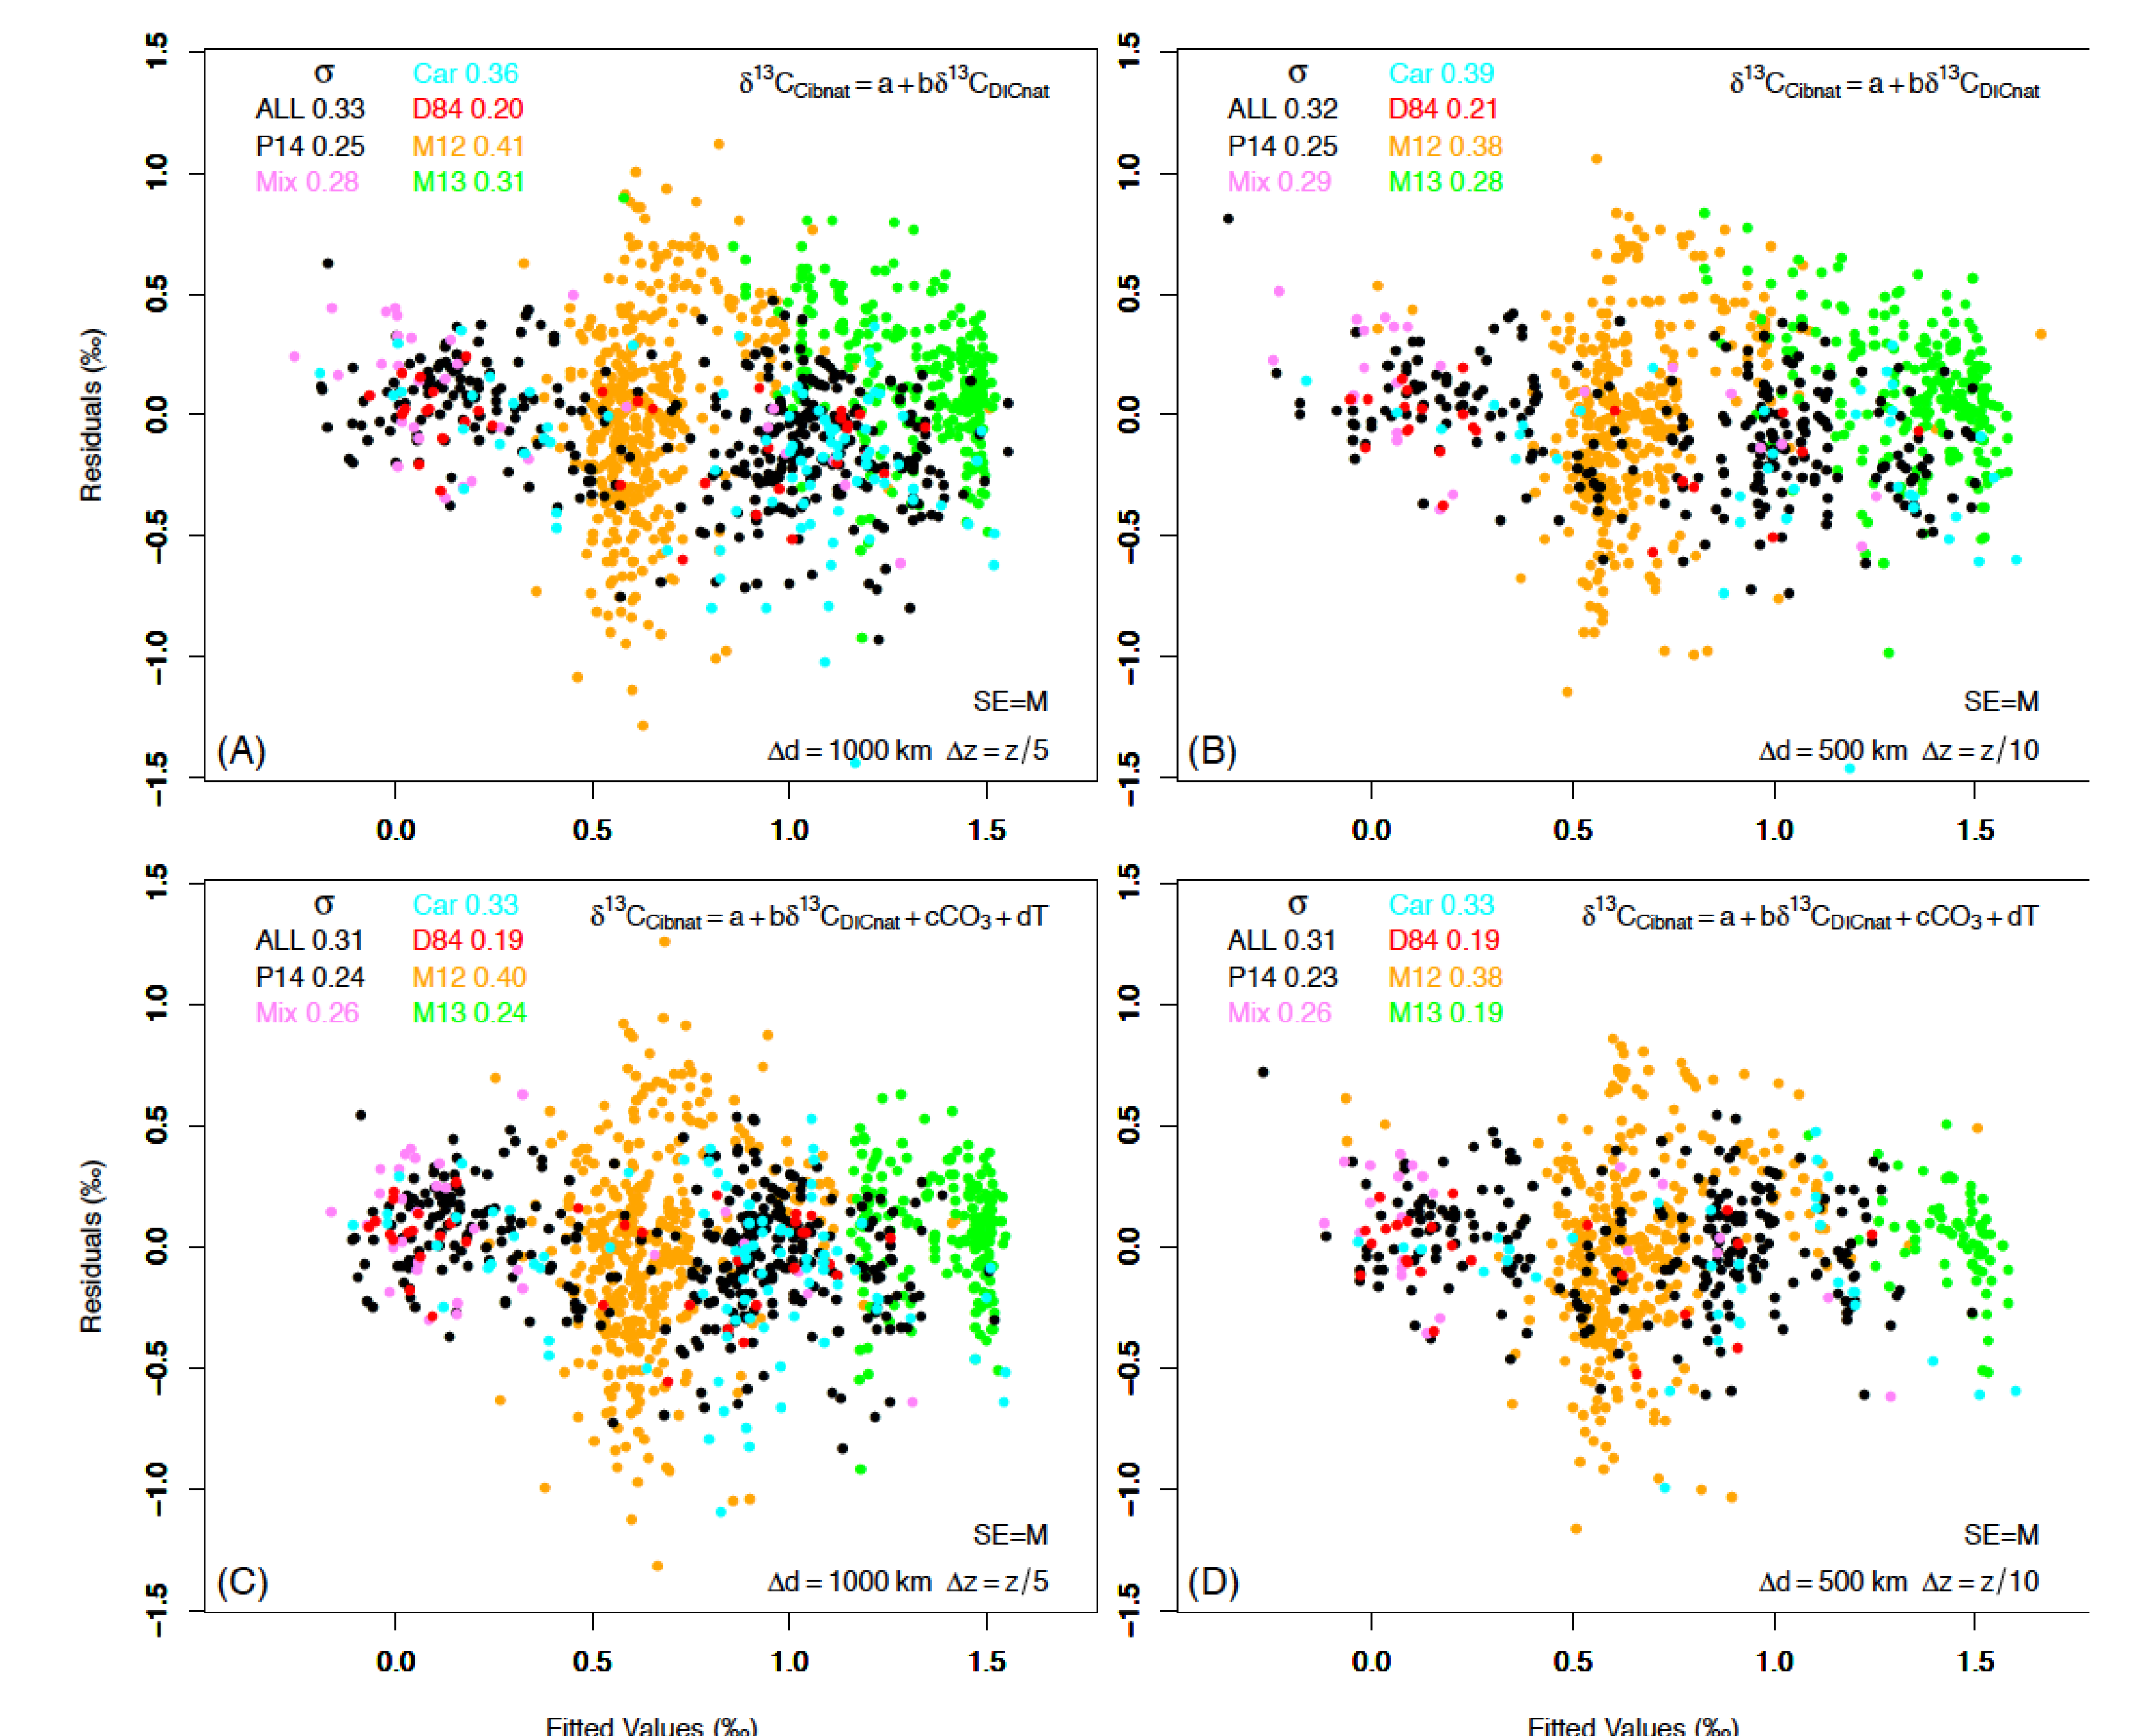 σ Car 0.36 δ¹³C_Cibnat = a + bδ¹³C_DICnat
ALL 0.33 D84 0.20
P14 0.25 M12 0.41
Mix 0.28 M13 0.31
1.5
1.0
0.5
0.0
−0.5
−1.0
−1.5
Residuals (‰)
SE=M
(A) Δd = 1000 km Δz = z/5
0.0 0.5 1.0 1.5
σ Car 0.39 δ¹³C_Cibnat = a + bδ¹³C_DICnat
ALL 0.32 D84 0.21
P14 0.25 M12 0.38
Mix 0.29 M13 0.28
1.5
1.0
0.5
0.0
−0.5
−1.0
−1.5
SE=M
(B) Δd = 500 km Δz = z/10
0.0 0.5 1.0 1.5
σ Car 0.33 δ¹³C_Cibnat = a + bδ¹³C_DICnat + cCO₃ + dT
ALL 0.31 D84 0.19
P14 0.24 M12 0.40
Mix 0.26 M13 0.24
1.5
1.0
0.5
0.0
−0.5
−1.0
−1.5
Residuals (‰)
SE=M
(C) Δd = 1000 km Δz = z/5
0.0 0.5 1.0 1.5
Fitted Values (‰)
σ Car 0.33 δ¹³C_Cibnat = a + bδ¹³C_DICnat + cCO₃ + dT
ALL 0.31 D84 0.19
P14 0.23 M12 0.38
Mix 0.26 M13 0.19
1.5
1.0
0.5
0.0
−0.5
−1.0
−1.5
SE=M
(D) Δd = 500 km Δz = z/10
0.0 0.5 1.0 1.5
Fitted Values (‰)